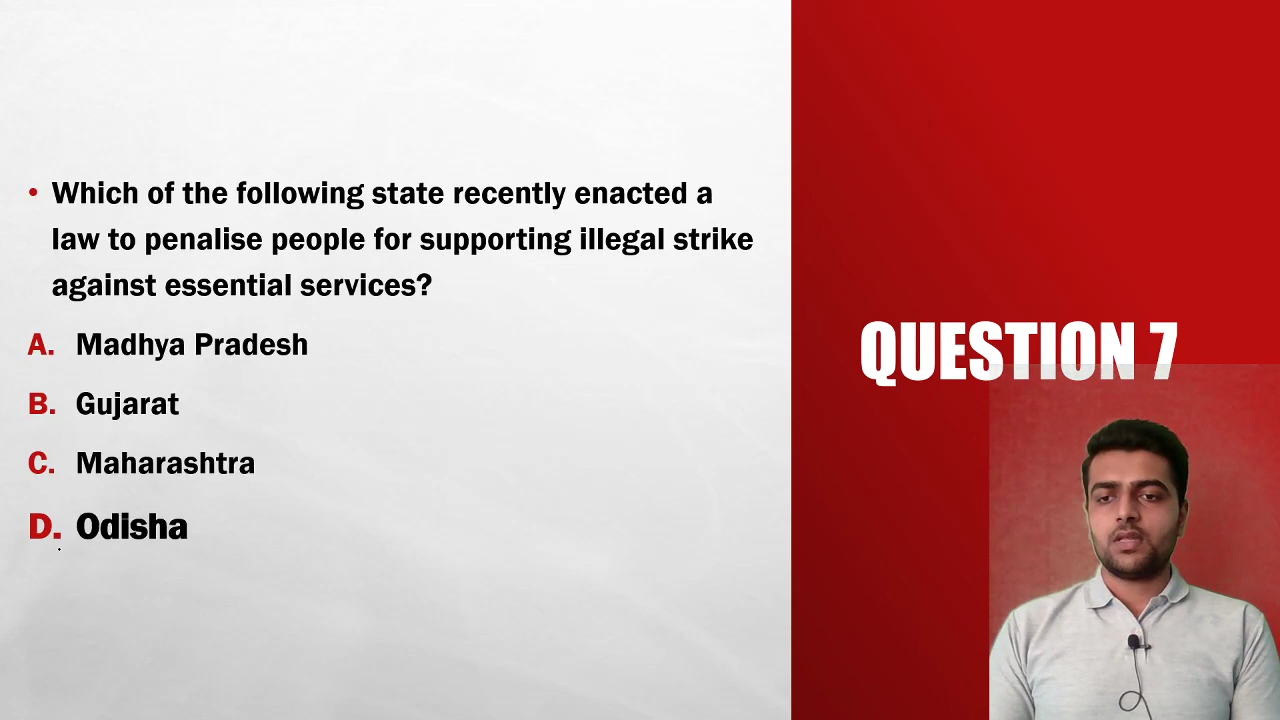 • Which of the following state recently enacted a
law to penalise people for supporting illegal strike
against essential services?
A. Madhya Pradesh
B. Gujarat
C. Maharashtra
D. Odisha
QUESTION 7